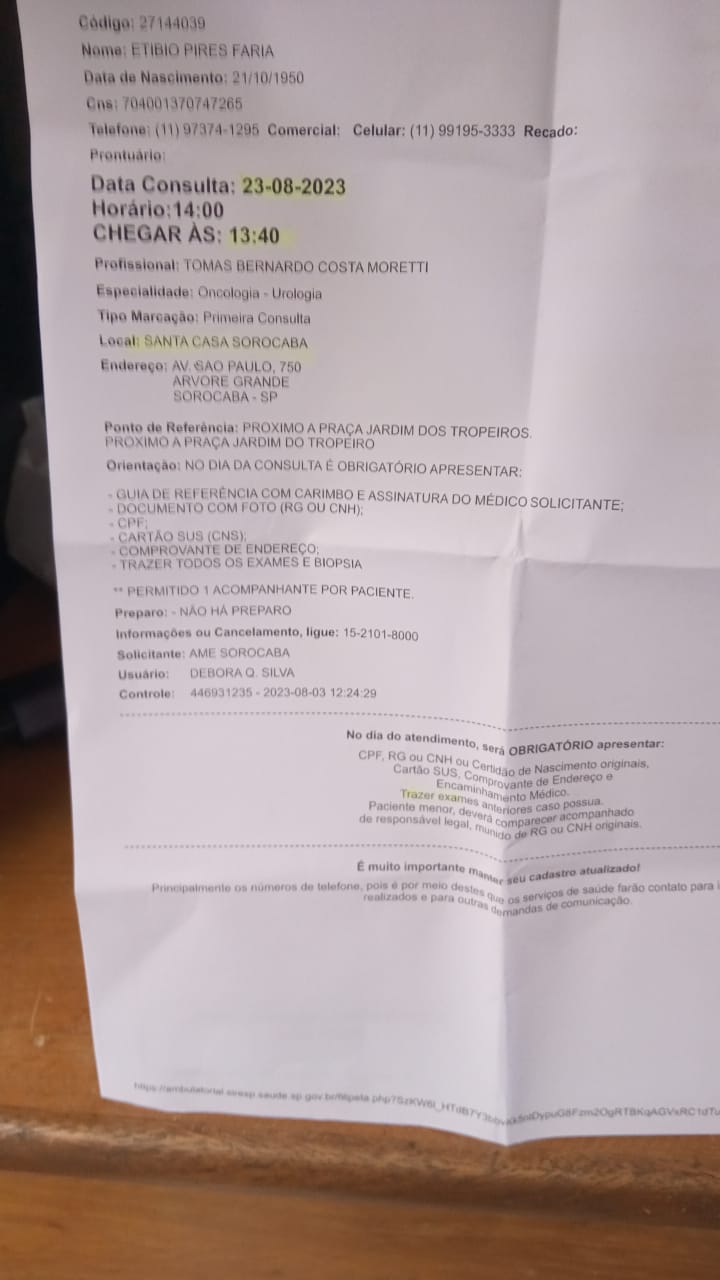 Código: 27144039
Nome: ETIBIO PIRES FARIA
Data de Nascimento: 21/10/1950
Cns: 704001370747265
Telefone: (11) 97374-1295 Comercial: Celular: (11) 99195-3333 Recado:
Prontuário:
Data Consulta: 23-08-2023
Horário:14:00
CHEGAR ÀS: 13:40
Profissional: TOMAS BERNARDO COSTA MORETTI
Especialidade: Oncologia - Urologia
Tipo Marcação: Primeira Consulta
Local: SANTA CASA SOROCABA
Endereço: AV. SAO PAULO, 750
ARVORE GRANDE
SOROCABA - SP
Ponto de Referência: PROXIMO A PRAÇA JARDIM DOS TROPEIROS.
PROXIMO A PRAÇA JARDIM DO TROPEIRO
Orientação: NO DIA DA CONSULTA É OBRIGATÓRIO APRESENTAR:
- GUIA DE REFERÊNCIA COM CARIMBO E ASSINATURA DO MÉDICO SOLICITANTE;
- DOCUMENTO COM FOTO (RG OU CNH);
- CPF;
- CARTÃO SUS (CNS);
- COMPROVANTE DE ENDEREÇO;
- TRAZER TODOS OS EXAMES E BIOPSIA
** PERMITIDO 1 ACOMPANHANTE POR PACIENTE.
Preparo: - NÃO HÁ PREPARO
Informações ou Cancelamento, ligue: 15-2101-8000
Solicitante: AME SOROCABA
Usuário: DEBORA Q. SILVA
Controle: 446931235 - 2023-08-03 12:24:29
No dia do atendimento, será OBRIGATÓRIO apresentar:
CPF, RG ou CNH ou Certidão de Nascimento originais,
Cartão SUS, Comprovante de Endereço e
Encaminhamento Médico.
Trazer exames anteriores caso possua.
Paciente menor, deverá comparecer acompanhado
de responsável legal, munido de RG ou CNH originais.
É muito importante manter seu cadastro atualizado!
Principalmente os números de telefone, pois é por meio destes que os serviços de saúde farão contato para
realizados e para outras demandas de comunicação.